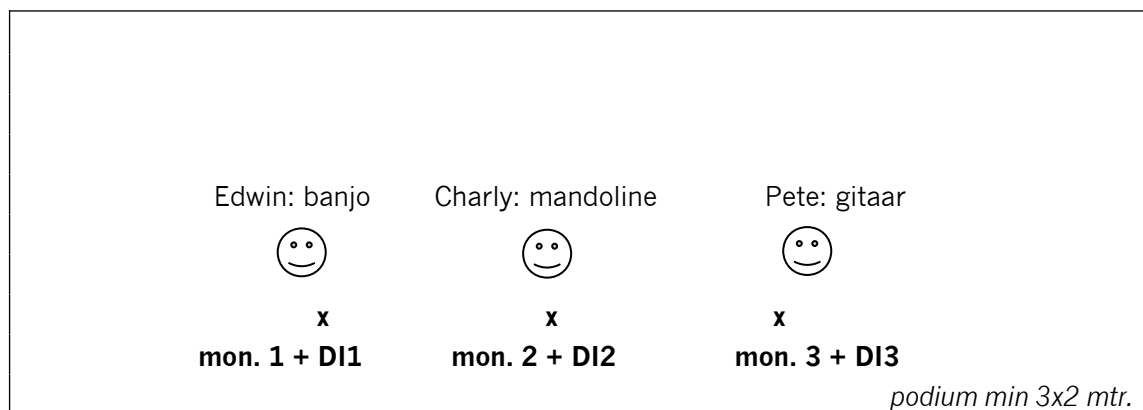 Edwin: banjo Charly: mandoline Pete: gitaar
x x x
mon. 1 + DI1 mon. 2 + DI2 mon. 3 + DI3
podium min 3x2 mtr.